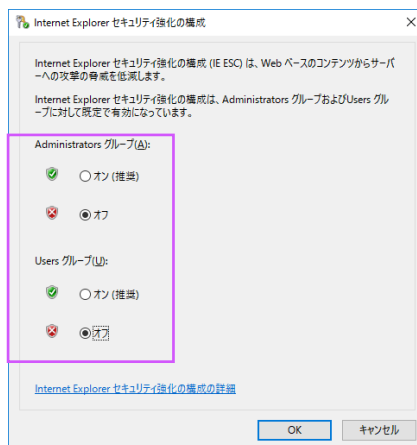 Internet Explorer セキュリティ強化の構成
Internet Explorer セキュリティ強化の構成 (IE ESC) は、Web ベースのコンテンツからサーバ
ーへの攻撃の脅威を低減します。
Internet Explorer セキュリティ強化の構成は、Administrators グループおよびUsers グル
ープに対して既定で有効になっています。
Administrators グループ(A):
オン (推奨)
オフ
Users グループ(U):
オン (推奨)
オフ
Internet Explorer セキュリティ強化の構成の詳細
OK
キャンセル